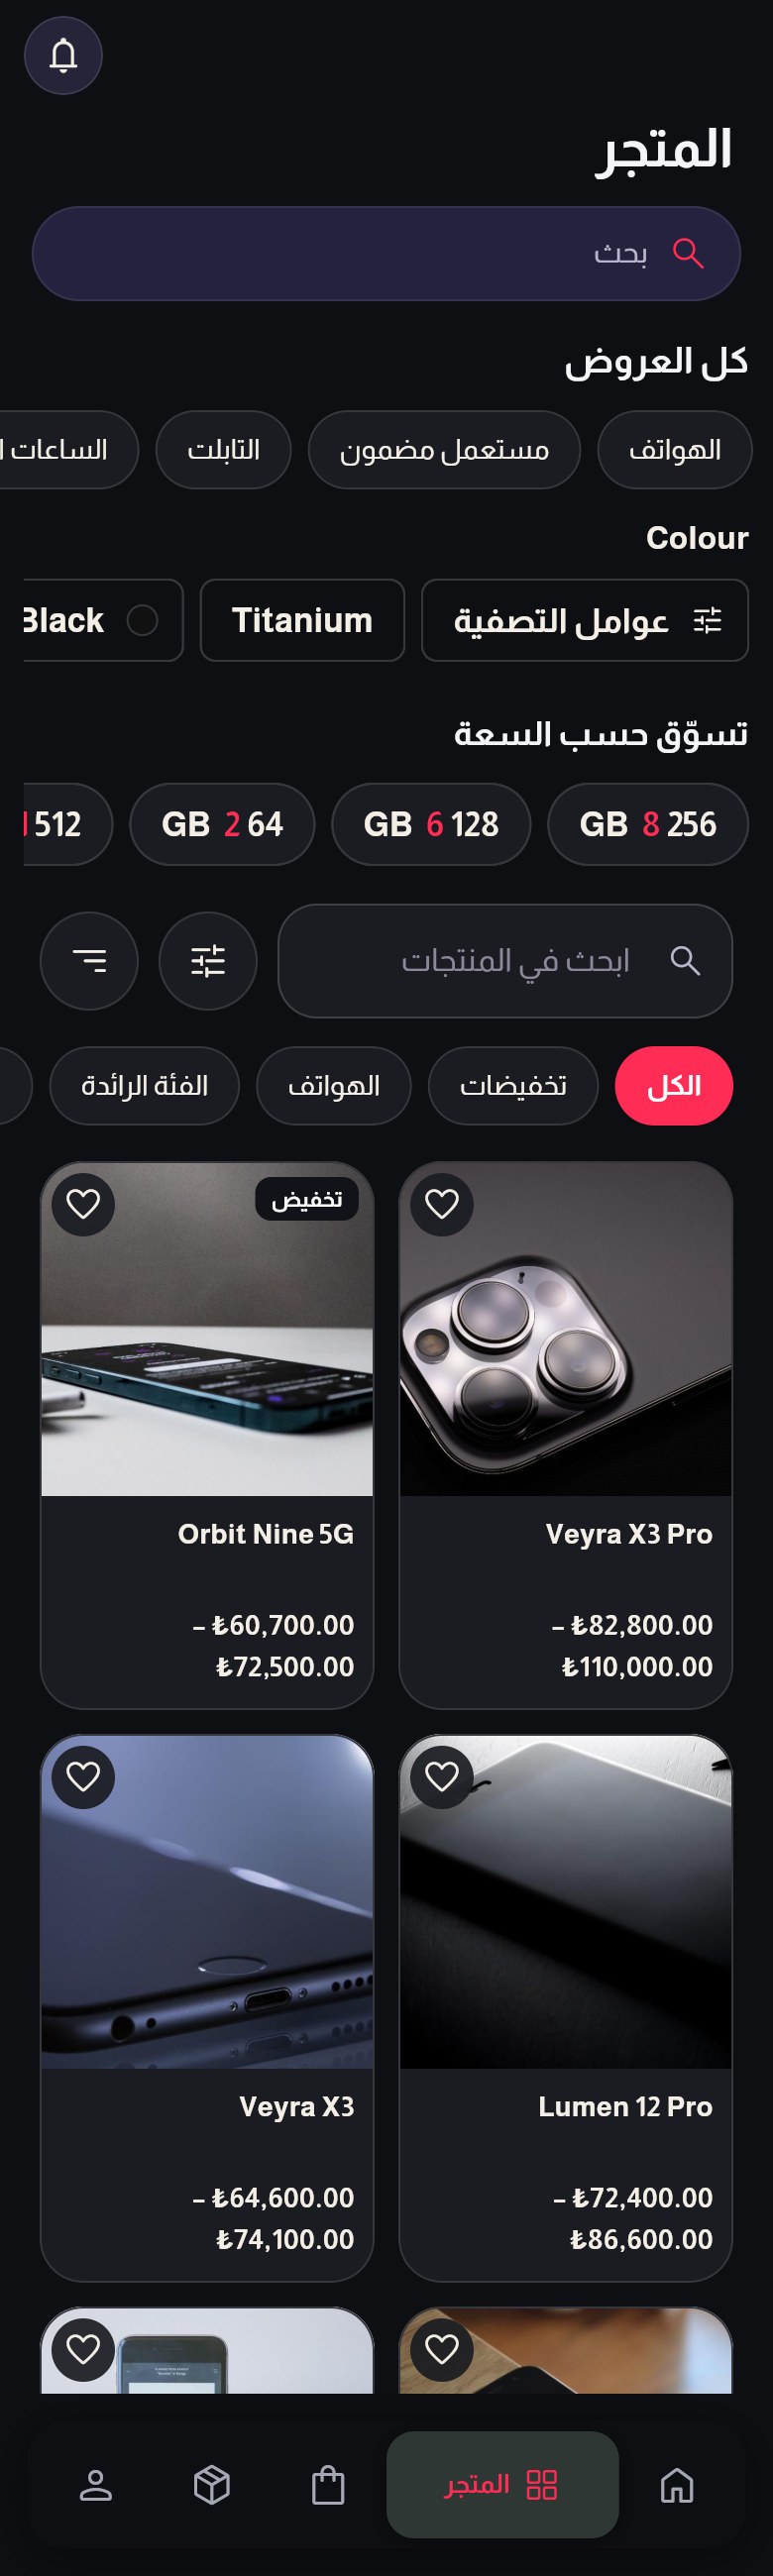 المتجر
بحث
كل العروض
الهواتف
مستعمل مضمون
التابلت
الساعات
Colour
عوامل التصفية
Titanium
Black
تسوّق حسب السعة
256 GB 8
128 GB 6
64 GB 2
512
ابحث في المنتجات
الكل
تخفيضات
الهواتف
الفئة الرائدة
Veyra X3 Pro
₺82,800.00 –
₺110,000.00
تخفيض
Orbit Nine 5G
₺60,700.00 –
₺72,500.00
Lumen 12 Pro
₺72,400.00 –
₺86,600.00
Veyra X3
₺64,600.00 –
₺74,100.00
المتجر